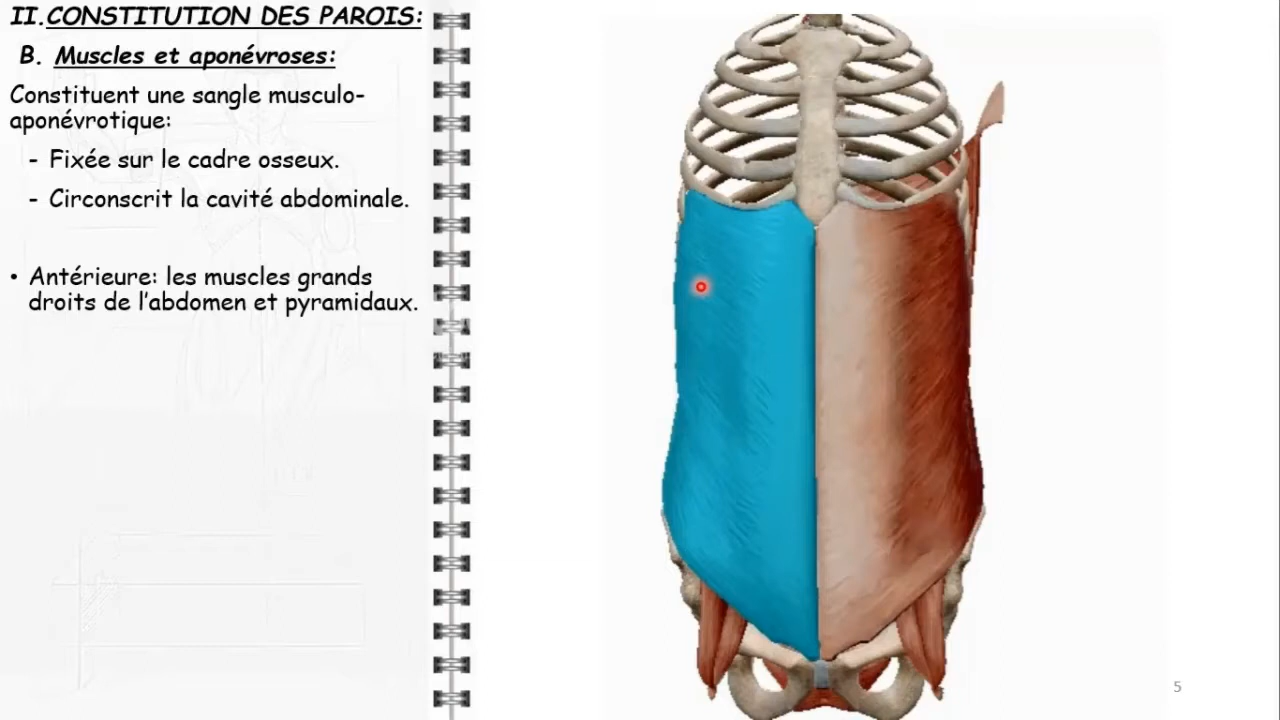 II.CONSTITUTION DES PAROIS:
B. Muscles et aponévroses:
Constituent une sangle musculo-
aponévrotique:
- Fixée sur le cadre osseux.
- Circonscrit la cavité abdominale.
• Antérieure: les muscles grands
droits de l'abdomen et pyramidaux.
5